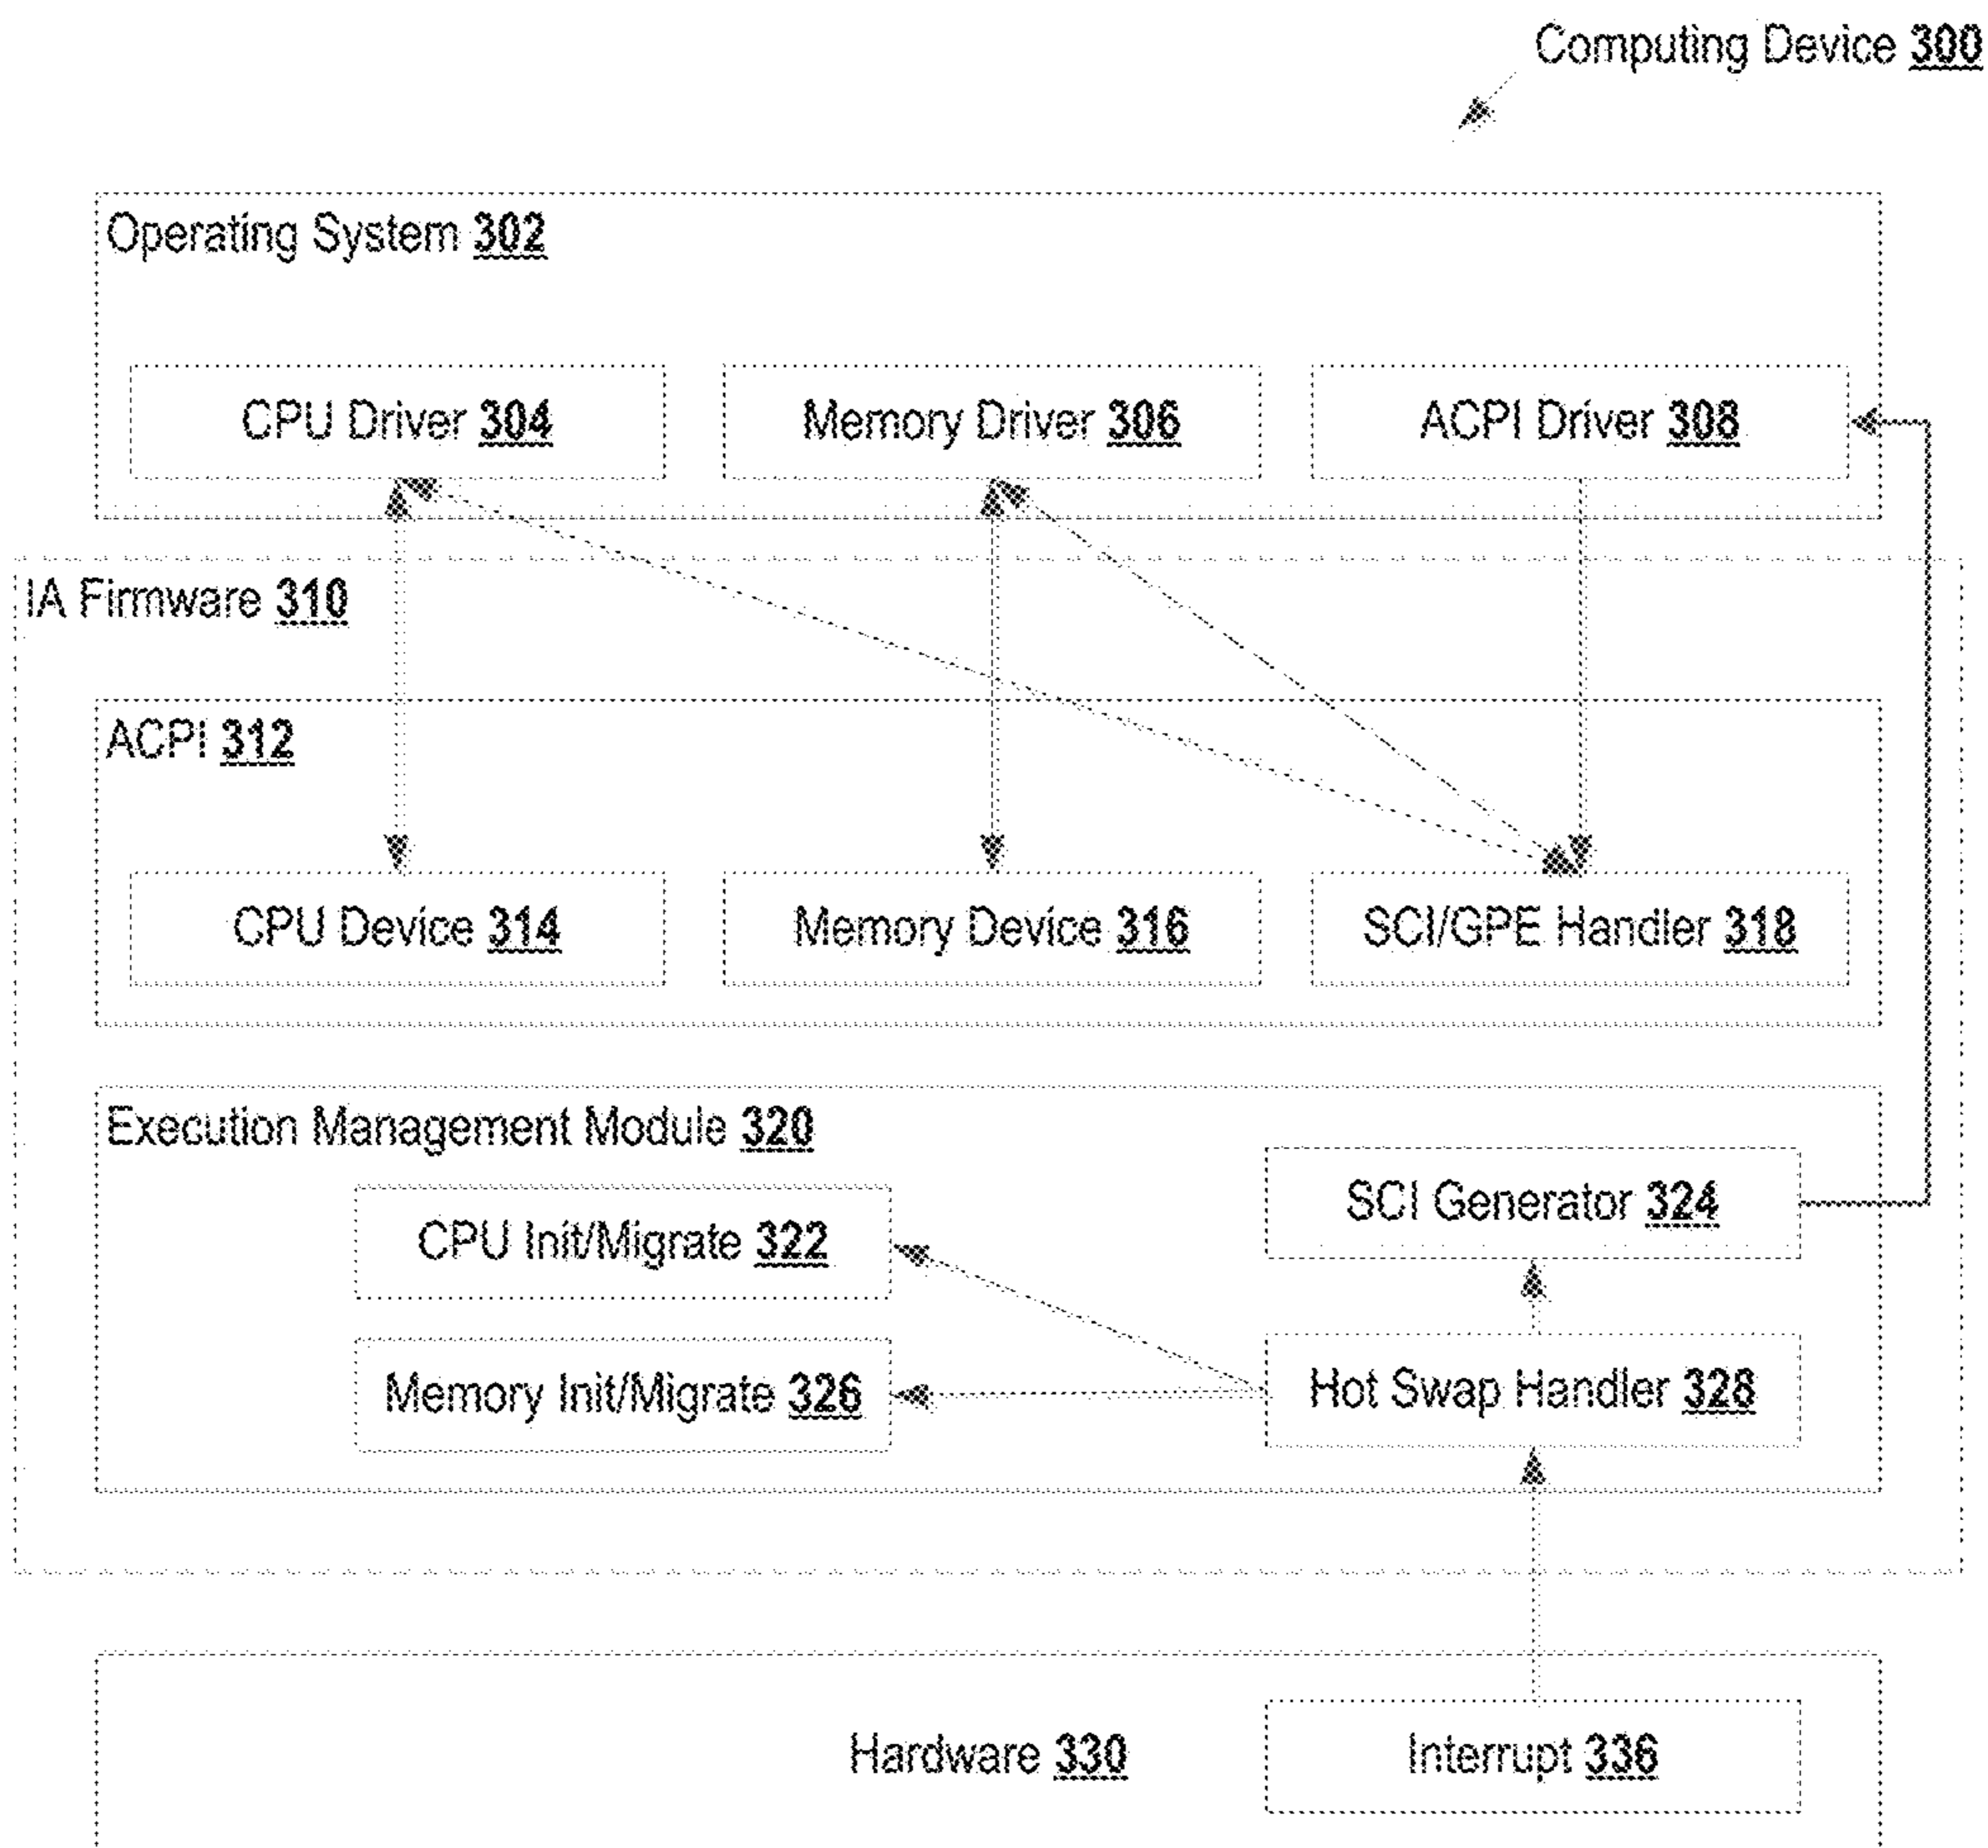 Computing Device 300
Operating System 302
CPU Driver 304
Memory Driver 306
ACPI Driver 308
IA Firmware 310
ACPI 312
CPU Device 314
Memory Device 316
SCI/GPE Handler 318
Execution Management Module 320
SCI Generator 324
CPU Init/Migrate 322
Memory Init/Migrate 326
Hot Swap Handler 328
Hardware 330
Interrupt 336